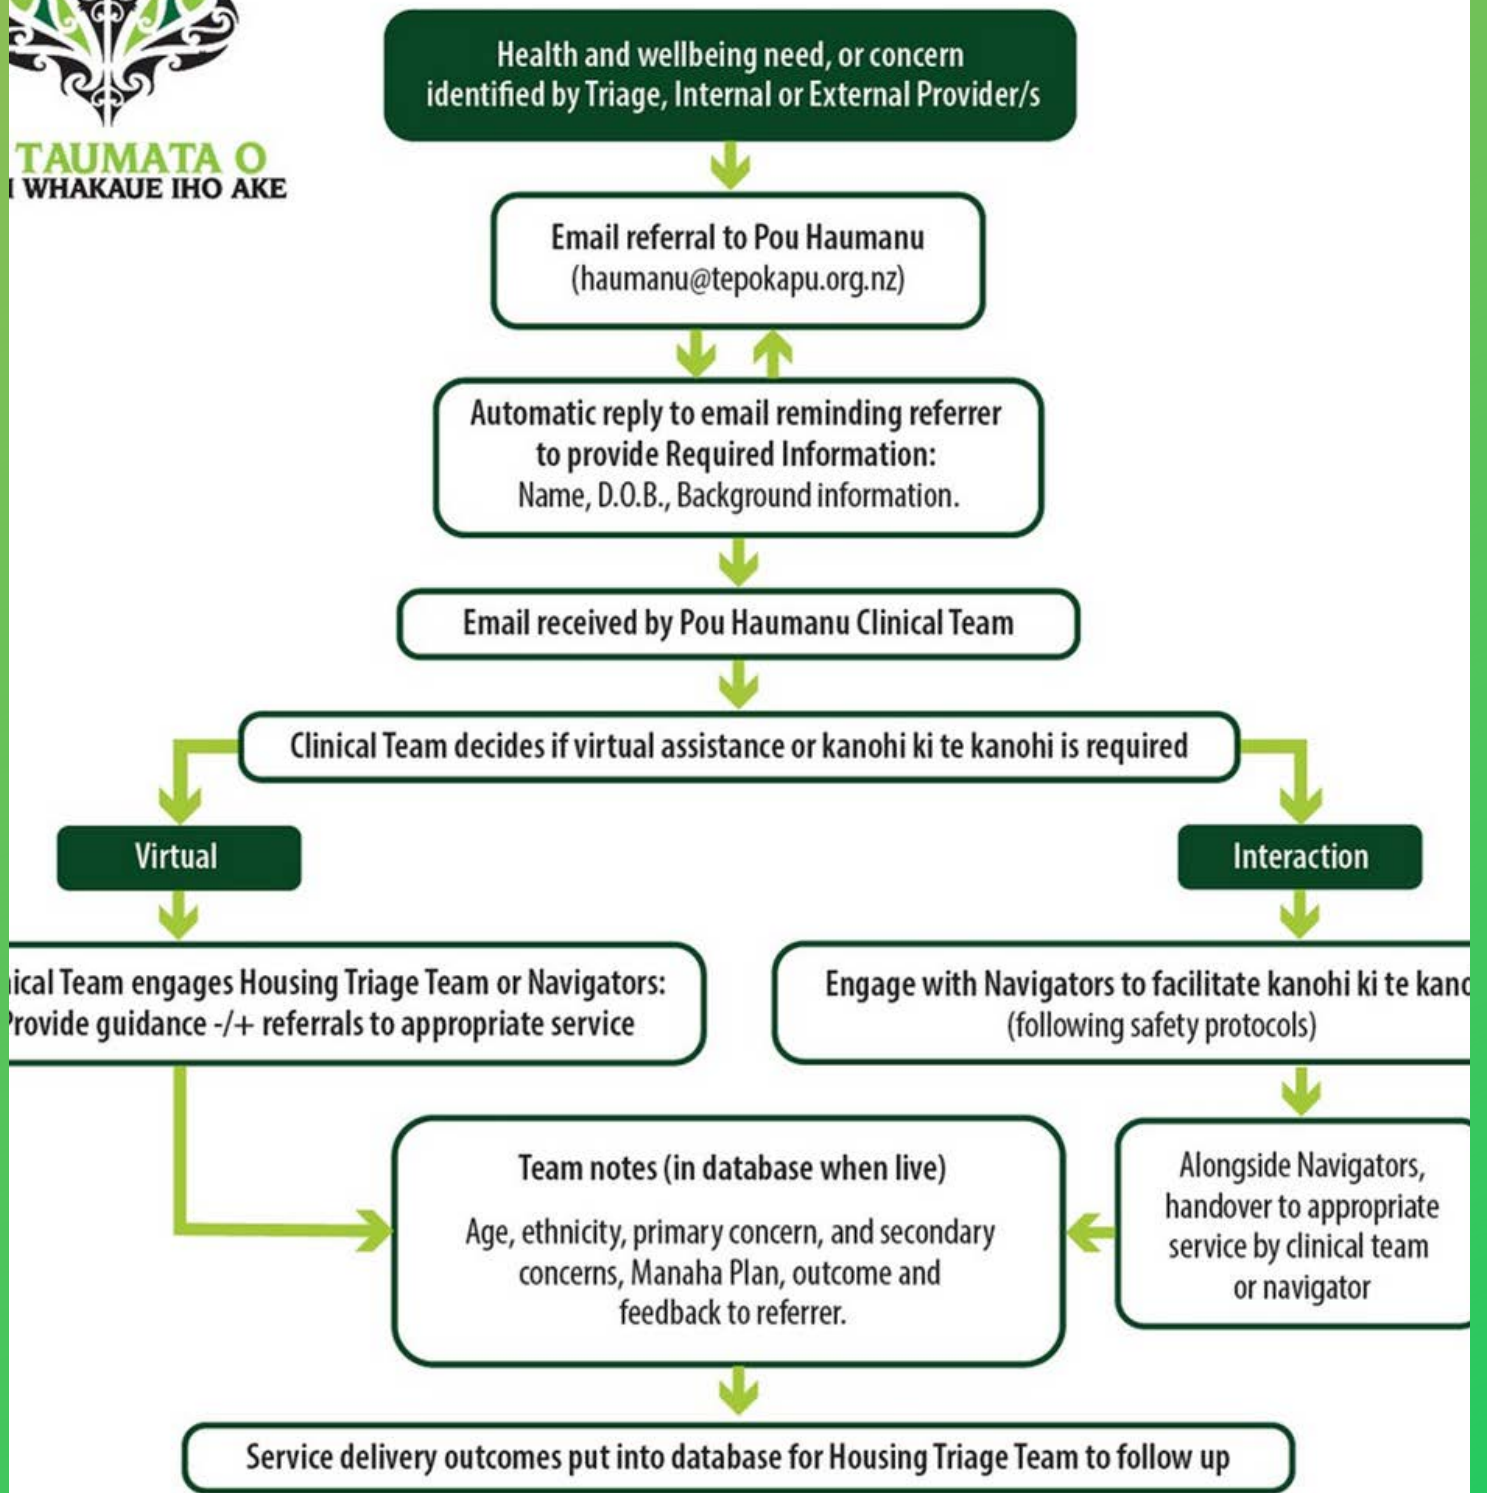 TAUMATA O
WHAKAUE IHO AKE
Health and wellbeing need, or concern
identified by Triage, Internal or External Provider/s
Email referral to Pou Haumanu
(haumanu@tepokapu.org.nz)
Automatic reply to email reminding referrer
to provide Required Information:
Name, D.O.B., Background information.
Email received by Pou Haumanu Clinical Team
Clinical Team decides if virtual assistance or kanohi ki te kanohi is required
Virtual
Interaction
ical Team engages Housing Triage Team or Navigators:
Provide guidance -/+ referrals to appropriate service
Engage with Navigators to facilitate kanohi ki te kano
(following safety protocols)
Team notes (in database when live)
Age, ethnicity, primary concern, and secondary
concerns, Manaha Plan, outcome and
feedback to referrer.
Alongside Navigators,
handover to appropriate
service by clinical team
or navigator
Service delivery outcomes put into database for Housing Triage Team to follow up